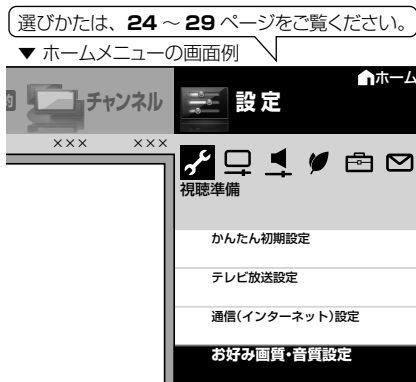 選びかたは、24～29ページをご覧ください。
▼ ホームメニューの画面例
チャンネル
設定
ホーム
××× ×××
視聴準備
かんたん初期設定
テレビ放送設定
通信(インターネット)設定
お好み画質・音質設定